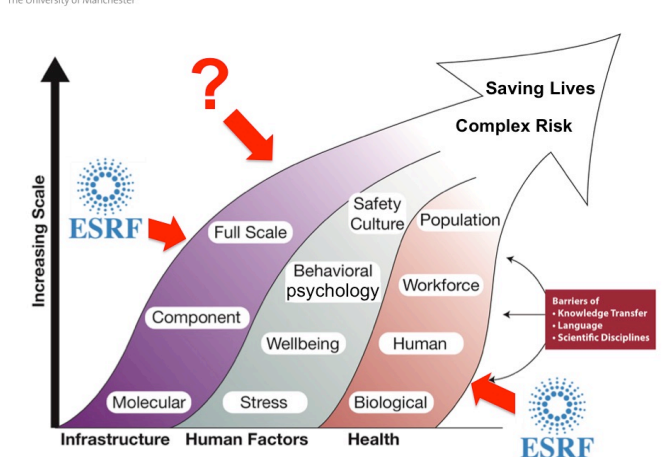 The University of Manchester
?
Saving Lives
Complex Risk
ESRF
Increasing Scale
Full Scale
Component
Molecular
Safety
Culture
Behavioral
psychology
Wellbeing
Stress
Population
Workforce
Human
Biological
Barriers of
• Knowledge Transfer
• Language
• Scientific Disciplines
ESRF
Infrastructure
Human Factors
Health